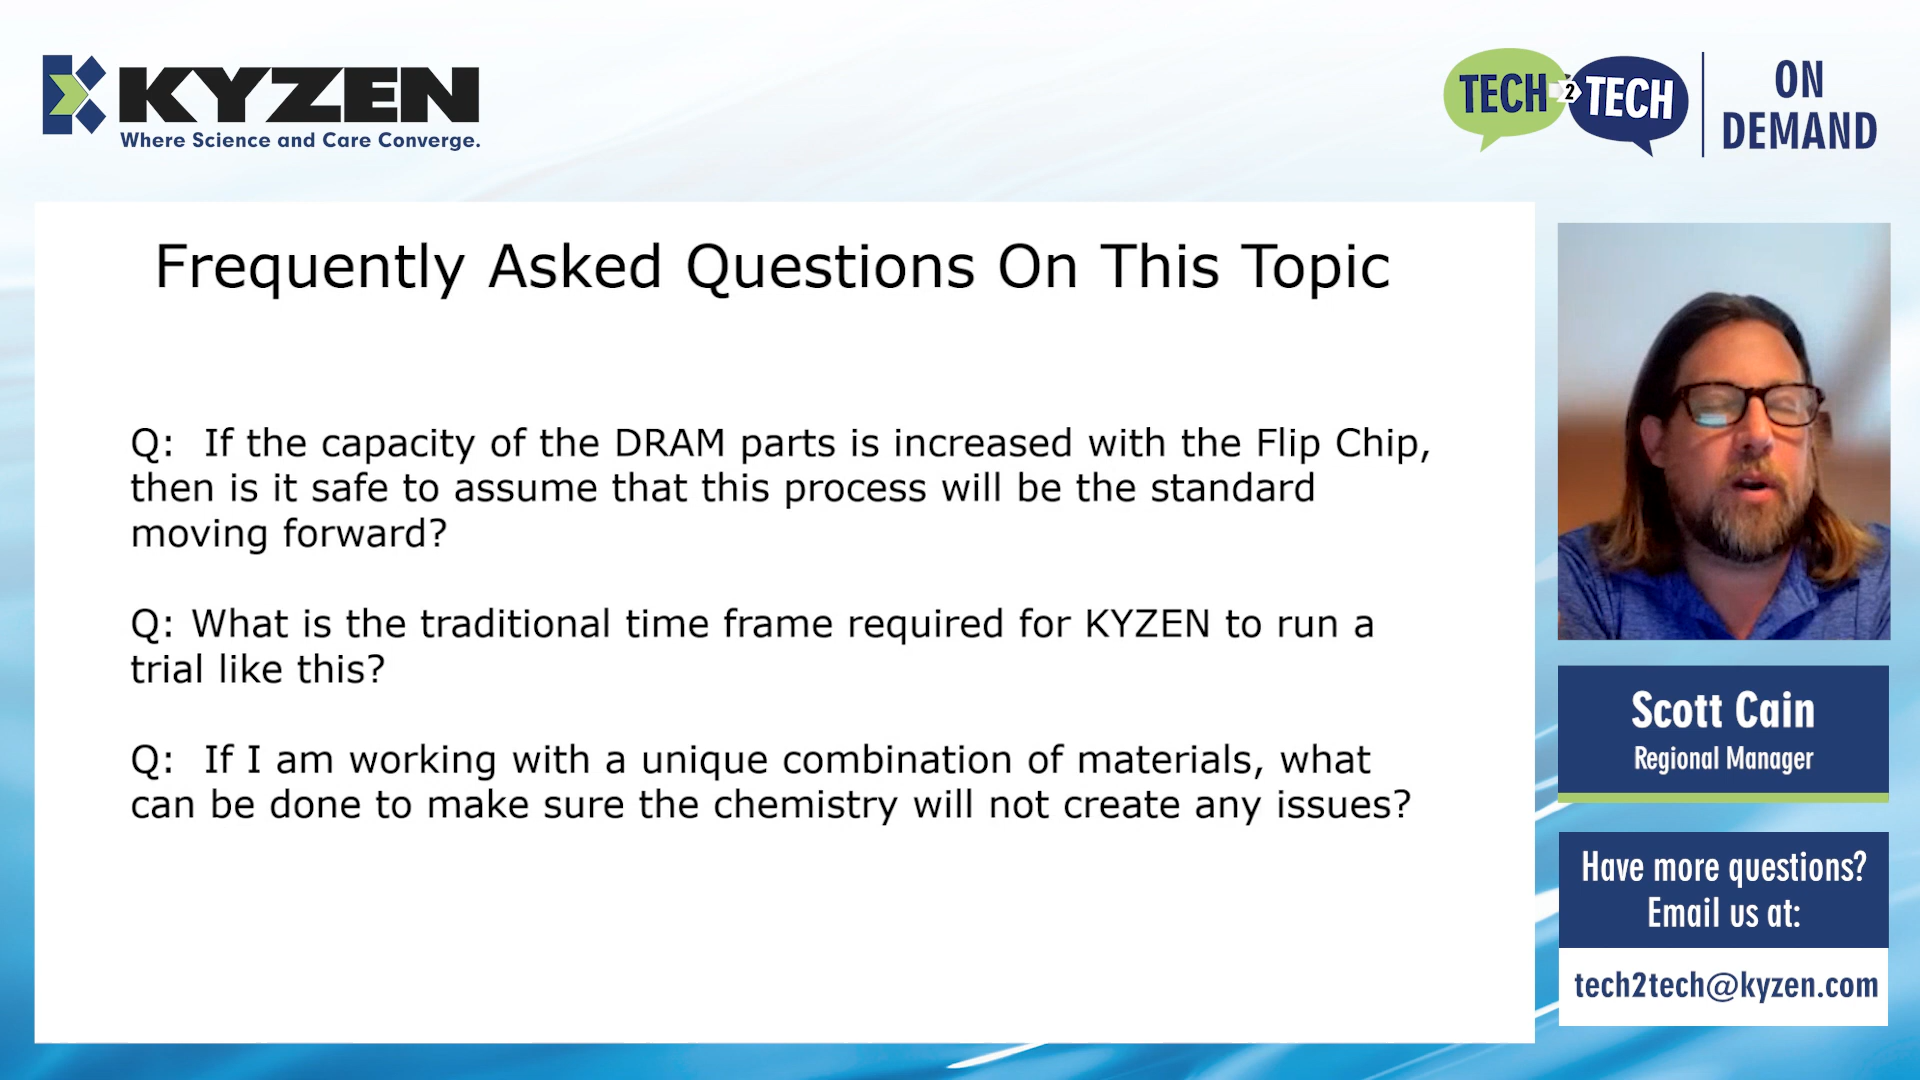 KYZEN
Where Science and Care Converge.
TECH 2 TECH
ON
DEMAND
Frequently Asked Questions On This Topic
Q:  If the capacity of the DRAM parts is increased with the Flip Chip,
then is it safe to assume that this process will be the standard
moving forward?
Q: What is the traditional time frame required for KYZEN to run a
trial like this?
Q:  If I am working with a unique combination of materials, what
can be done to make sure the chemistry will not create any issues?
Scott Cain
Regional Manager
Have more questions?
Email us at:
tech2tech@kyzen.com